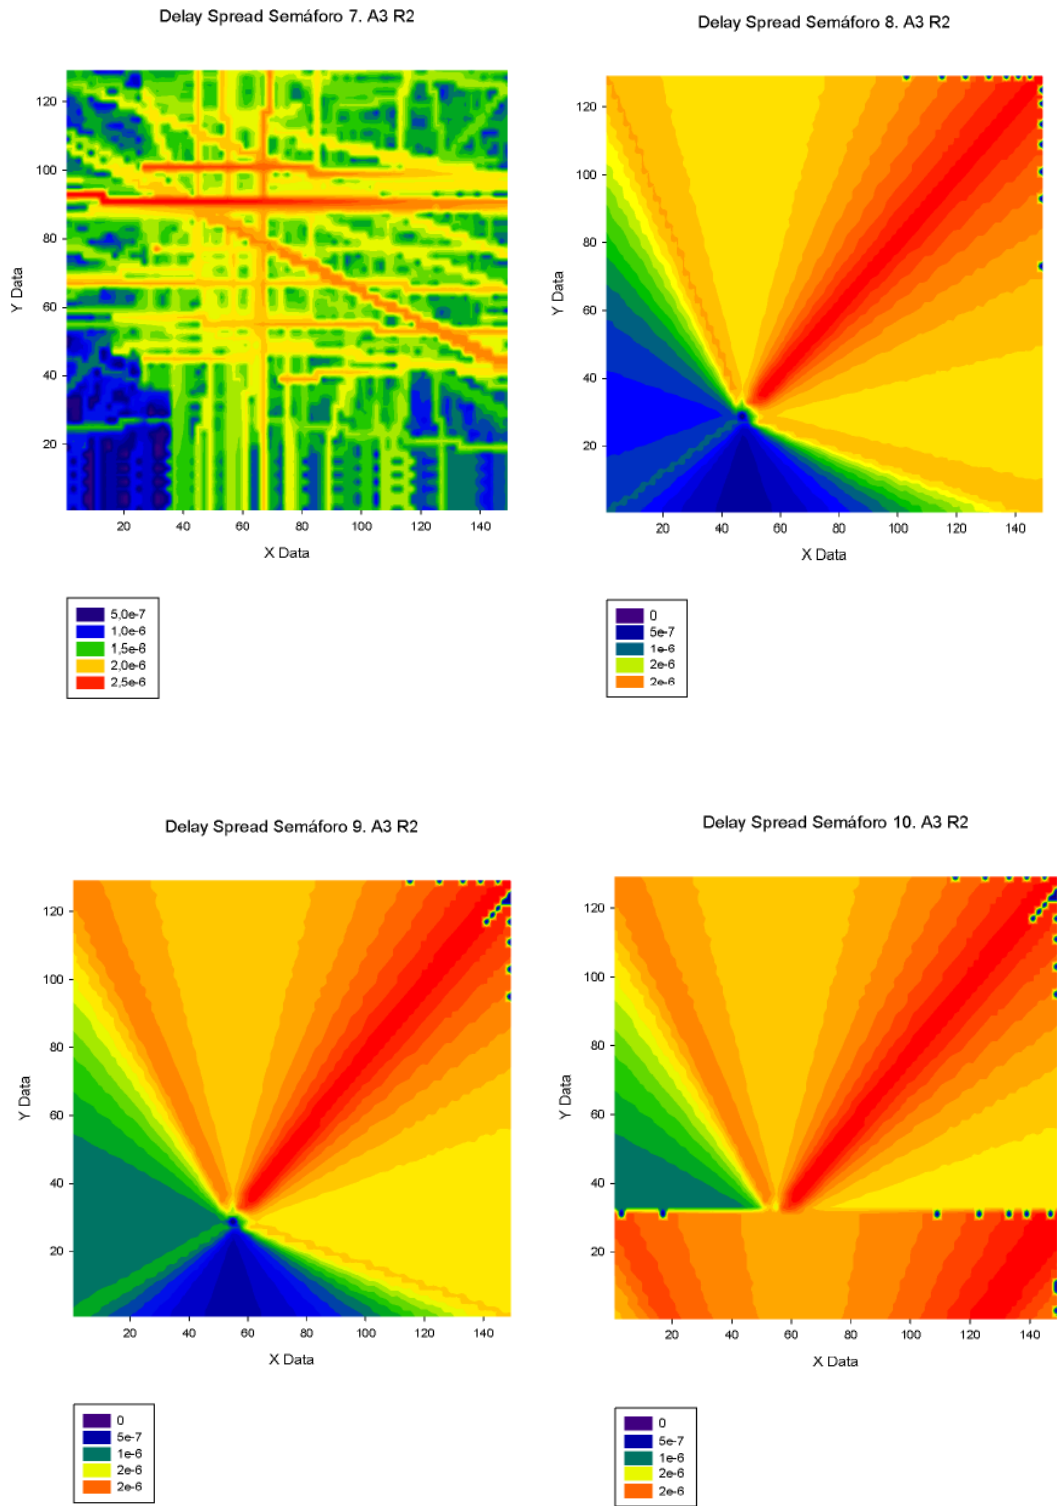 Delay Spread Semáforo 7. A3 R2
120
100
80
60
40
20
Y Data
20 40 60 80 100 120 140
X Data
5,0e-7
1,0e-6
1,5e-6
2,0e-6
2,5e-6
Delay Spread Semáforo 8. A3 R2
120
100
80
60
40
20
Y Data
20 40 60 80 100 120 140
X Data
0
5e-7
1e-6
2e-6
2e-6
Delay Spread Semáforo 9. A3 R2
120
100
80
60
40
20
Y Data
20 40 60 80 100 120 140
X Data
0
5e-7
1e-6
2e-6
2e-6
Delay Spread Semáforo 10. A3 R2
120
100
80
60
40
20
Y Data
20 40 60 80 100 120 140
X Data
0
5e-7
1e-6
2e-6
2e-6